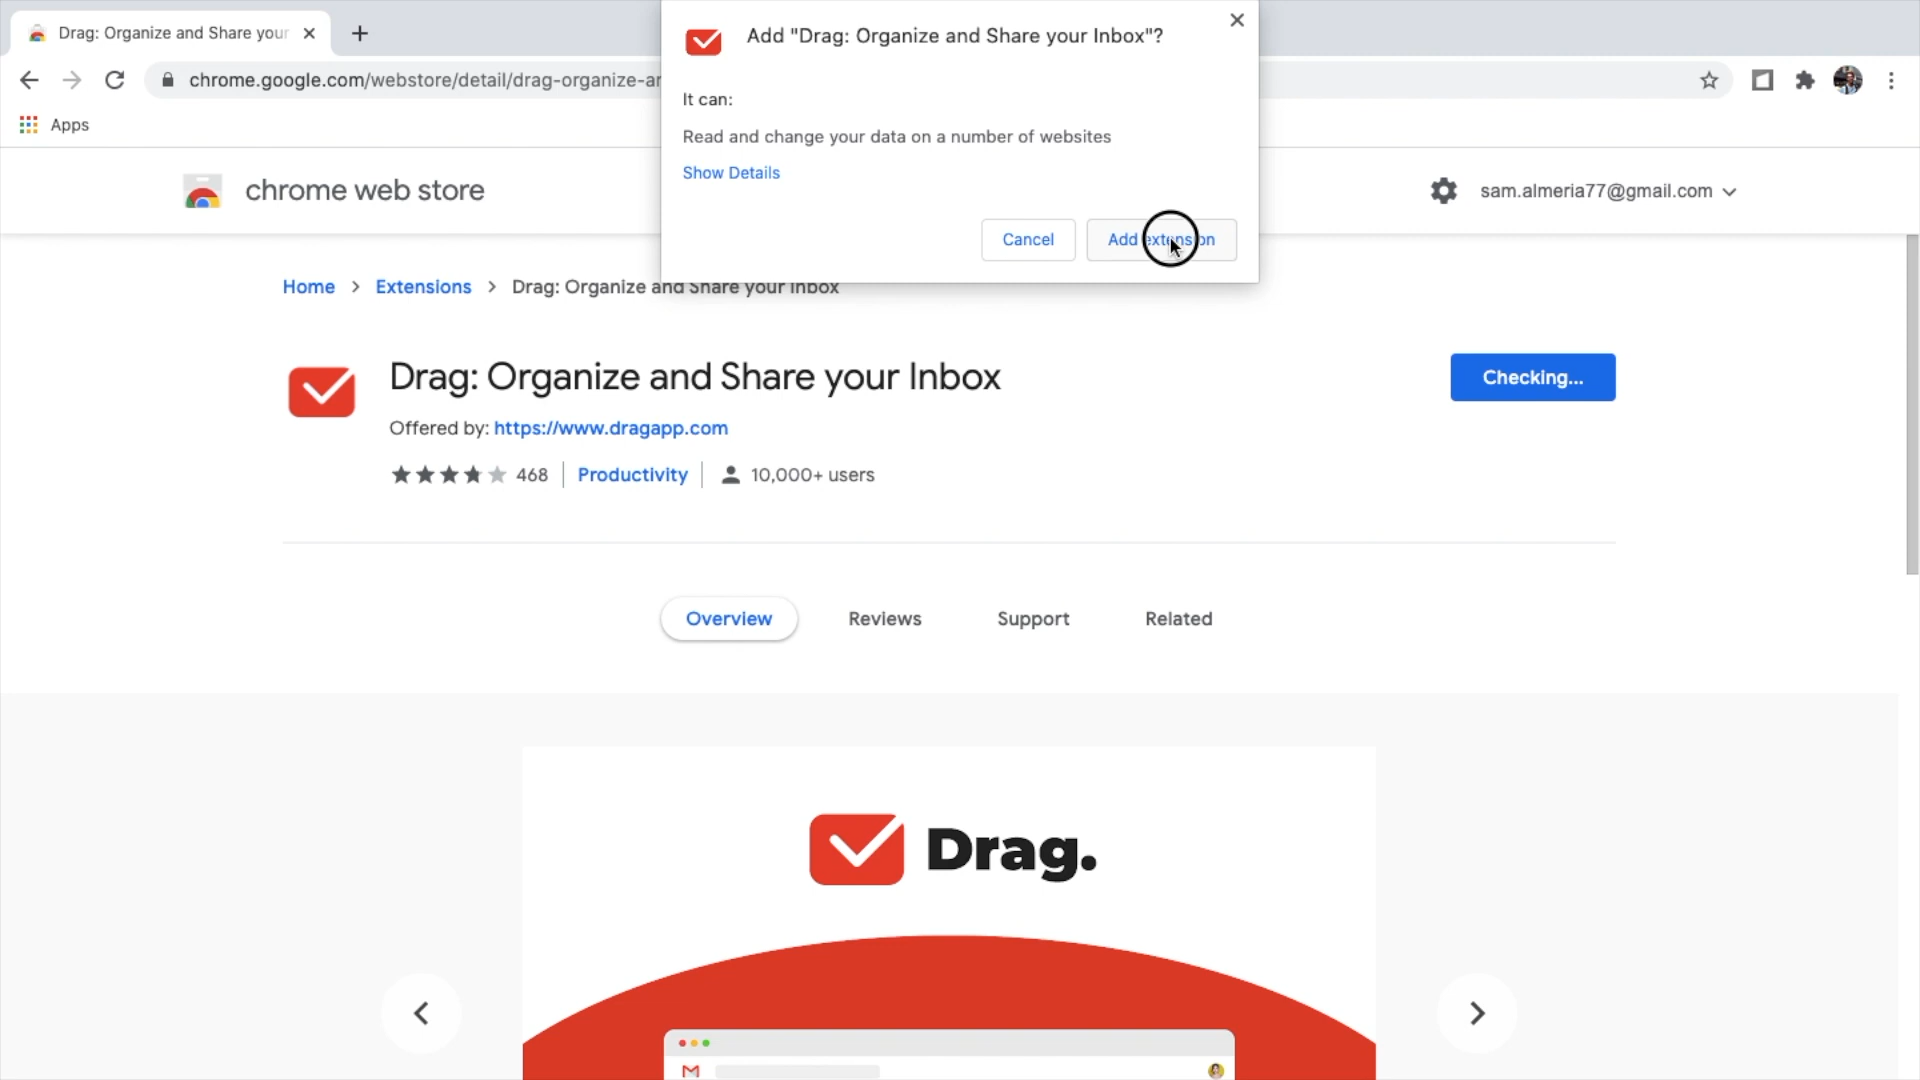 Drag: Organize and Share your
Add "Drag: Organize and Share your Inbox"?
chrome.google.com/webstore/detail/drag-organize-ar
It can:
Read and change your data on a number of websites
Show Details
Cancel
Add extension
Apps
chrome web store
sam.almeria77@gmail.com
Home > Extensions > Drag: Organize and Share your Inbox
Drag: Organize and Share your Inbox
Checking...
Offered by: https://www.dragapp.com
468
Productivity
10,000+ users
Overview
Reviews
Support
Related
Drag.